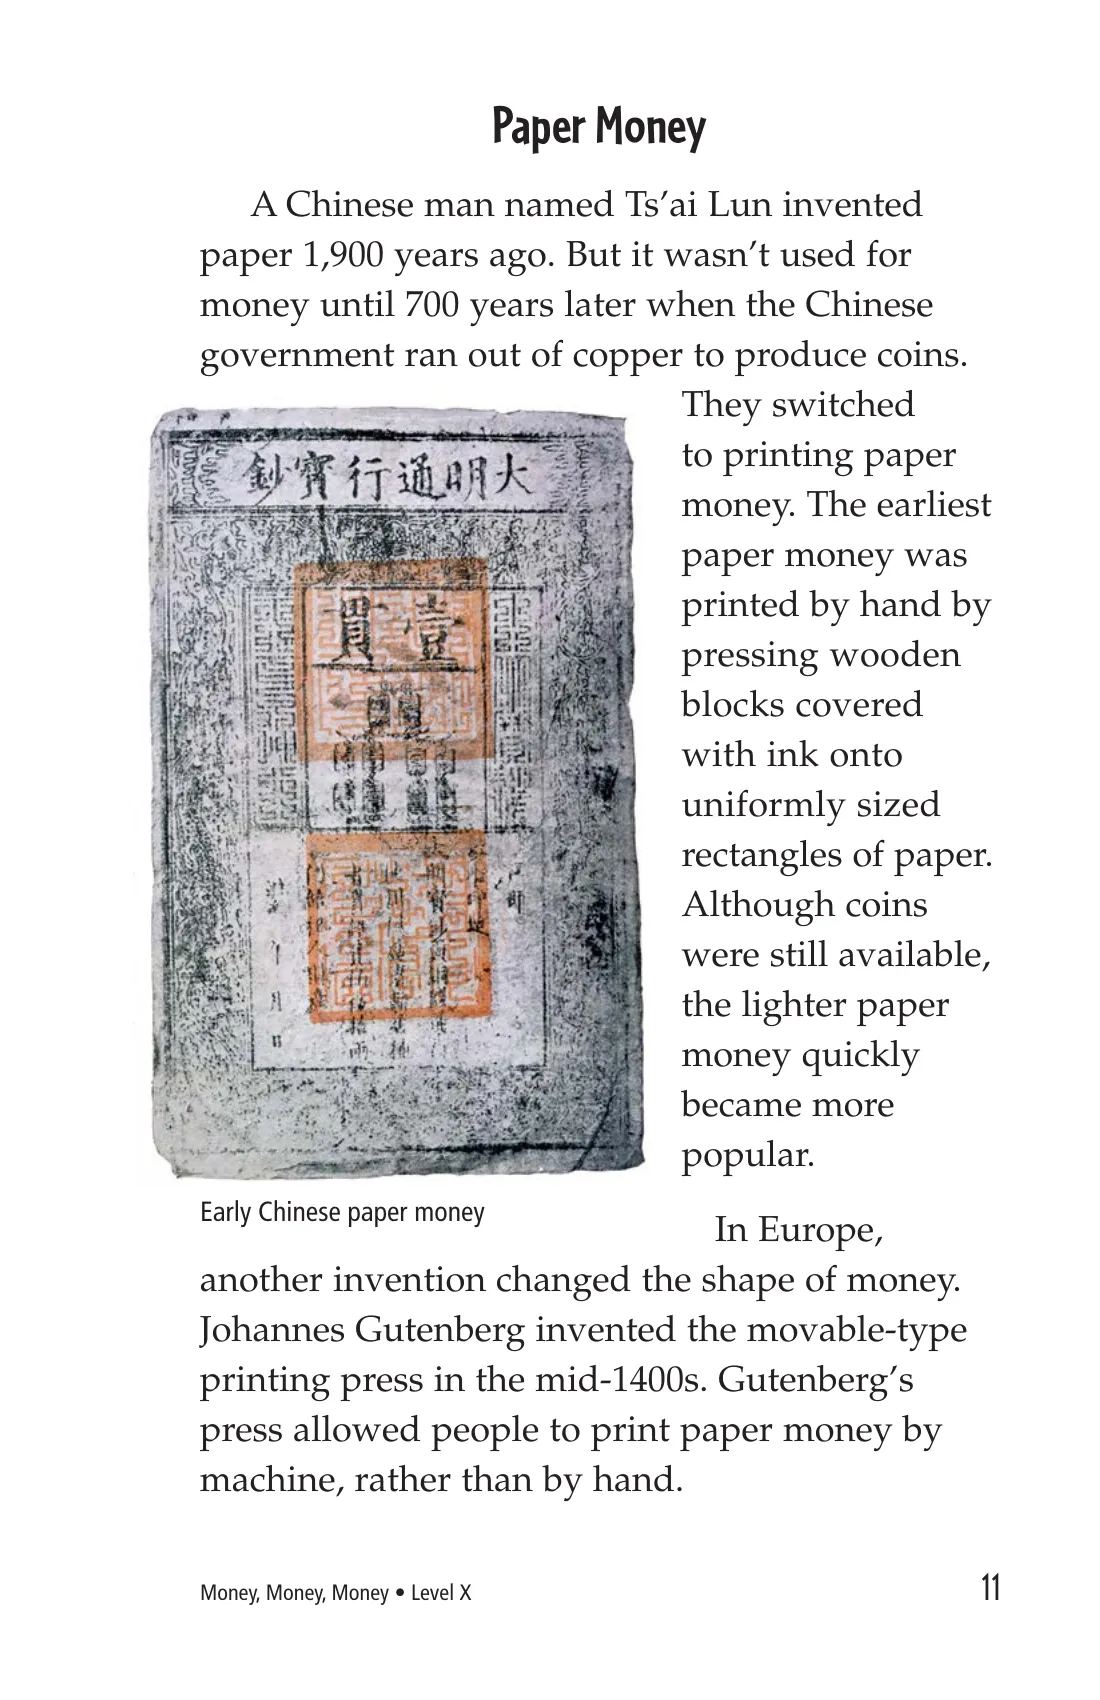 Paper Money
A Chinese man named Ts’ai Lun invented
paper 1,900 years ago. But it wasn’t used for
money until 700 years later when the Chinese
government ran out of copper to produce coins.
They switched
to printing paper
money. The earliest
paper money was
printed by hand by
pressing wooden
blocks covered
with ink onto
uniformly sized
rectangles of paper.
Although coins
were still available,
the lighter paper
money quickly
became more
popular.
鈔寳行通明大
貫壹
Early Chinese paper money
In Europe,
another invention changed the shape of money.
Johannes Gutenberg invented the movable-type
printing press in the mid-1400s. Gutenberg’s
press allowed people to print paper money by
machine, rather than by hand.
Money, Money, Money • Level X
11